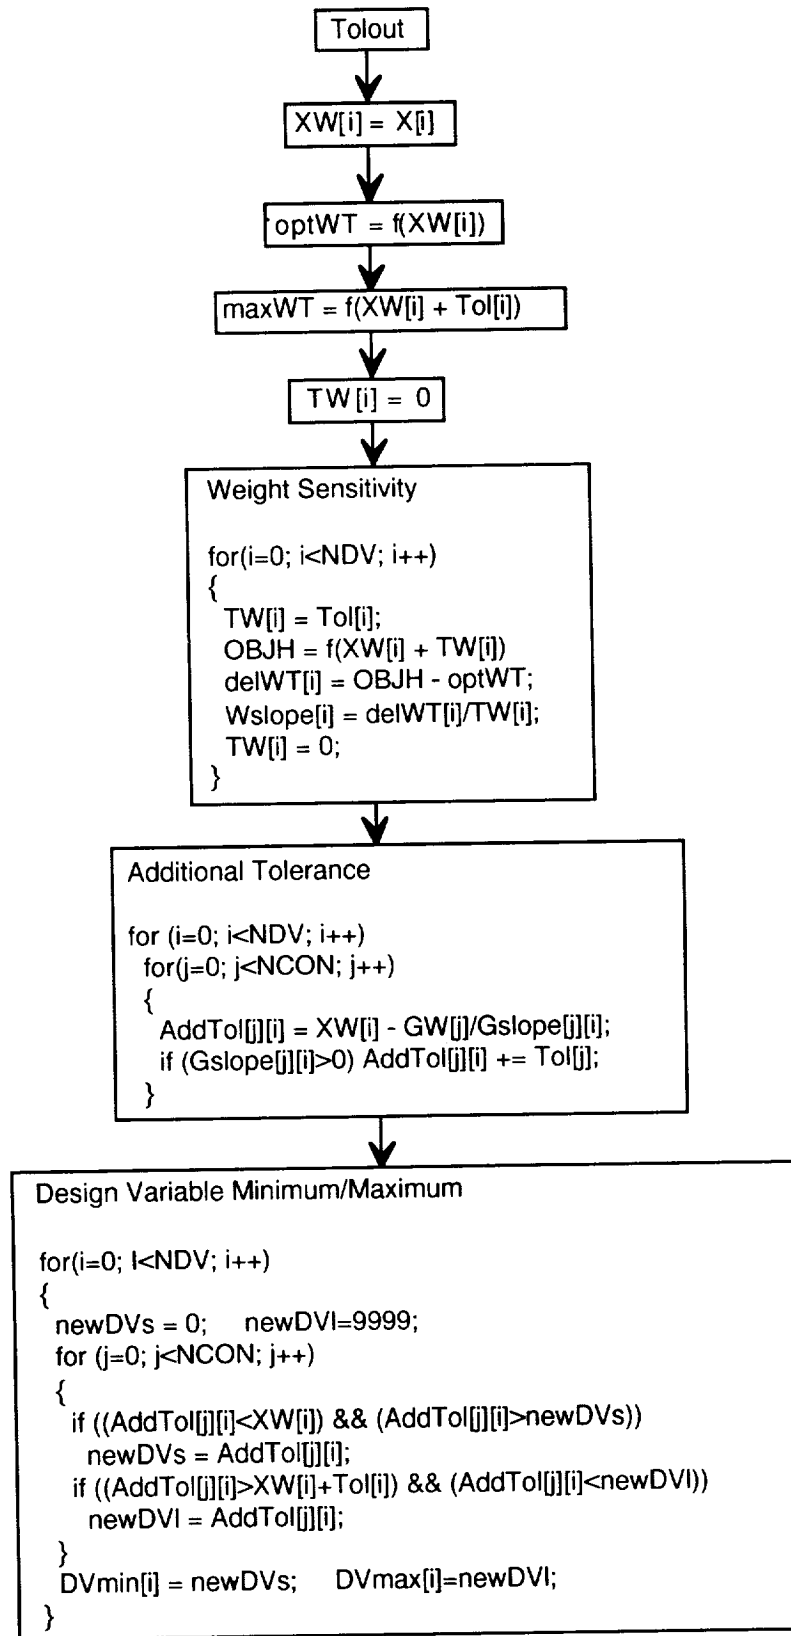 Tolout
XW[i] = X[i]
optWT = f(XW[i])
maxWT = f(XW[i] + Tol[i])
TW[i] = 0
Weight Sensitivity
for(i=0; i<NDV; i++)
{
TW[i] = Tol[i];
OBJH = f(XW[i] + TW[i])
delWT[i] = OBJH - optWT;
Wslope[i] = delWT[i]/TW[i];
TW[i] = 0;
}
Additional Tolerance
for (i=0; i<NDV; i++)
for(j=0; j<NCON; j++)
{
AddTol[j][i] = XW[i] - GW[j]/Gslope[j][i];
if (Gslope[j][i]>0) AddTol[j][i] += Tol[j];
}
Design Variable Minimum/Maximum
for(i=0; I<NDV; i++)
{
newDVs = 0; newDVl=9999;
for (j=0; j<NCON; j++)
{
if ((AddTol[j][i]<XW[i]) && (AddTol[j][i]>newDVs))
newDVs = AddTol[j][i];
if ((AddTol[j][i]>XW[i]+Tol[i]) && (AddTol[j][i]<newDVl))
newDVl = AddTol[j][i];
}
DVmin[i] = newDVs; DVmax[i]=newDVl;
}